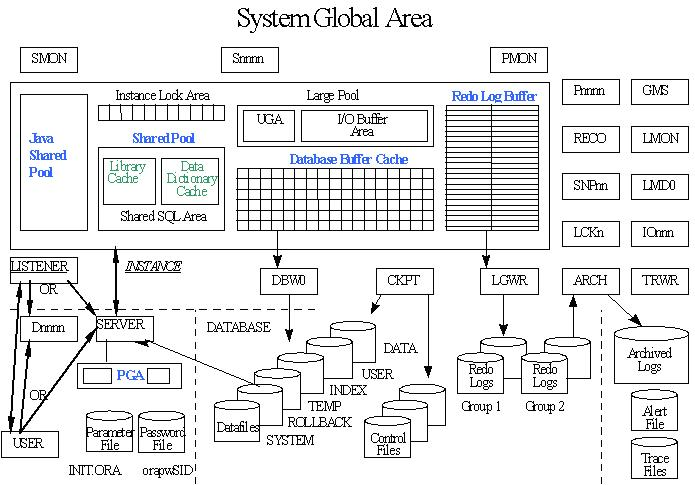 System Global Area
SMON
Snnnn
PMON
Pnnnn
GMS
Instance Lock Area
Large Pool
Redo Log Buffer
Java
Shared
Pool
Shared Pool
UGA
I/O Buffer
Area
RECO
LMON
Library
Cache
Data
Dictionary
Cache
Database Buffer Cache
SNPnn
LMD0
Shared SQL Area
LCKn
IOnnn
LISTENER
INSTANCE
DBW0
CKPT
LGWR
ARCH
TRWR
OR
Dnnnn
SERVER
DATABASE
DATA
USER
INDEX
TEMP
ROLLBACK
SYSTEM
Datafiles
Control
Files
Redo
Logs
Redo
Logs
Group 1
Group 2
Archived
Logs
PGA
OR
USER
Parameter
File
Password
File
INIT.ORA
orapwSID
Alert
File
Trace
Files